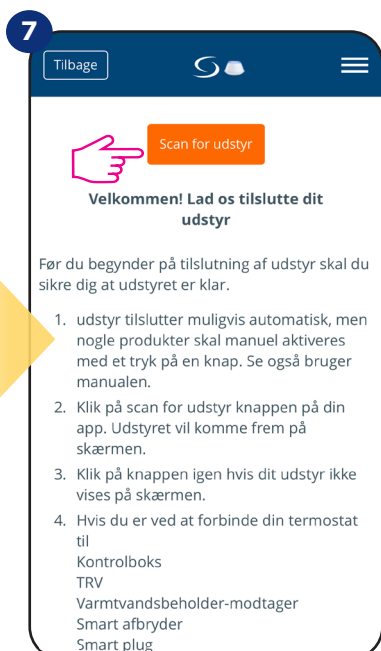 7
Tilbage
Scan for udstyr
Velkommen! Lad os tilslutte dit
udstyr
Før du begynder på tilslutning af udstyr skal du
sikre dig at udstyret er klar.
1. udstyr tilslutter muligvis automatisk, men
nogle produkter skal manuel aktiveres
med et tryk på en knap. Se også bruger
manualen.
2. Klik på scan for udstyr knappen på din
app. Udstyret vil komme frem på
skærmen.
3. Klik på knappen igen hvis dit udstyr ikke
vises på skærmen.
4. Hvis du er ved at forbinde din termostat
til
Kontrolboks
TRV
Varmtvandsbeholder-modtager
Smart afbryder
Smart plug